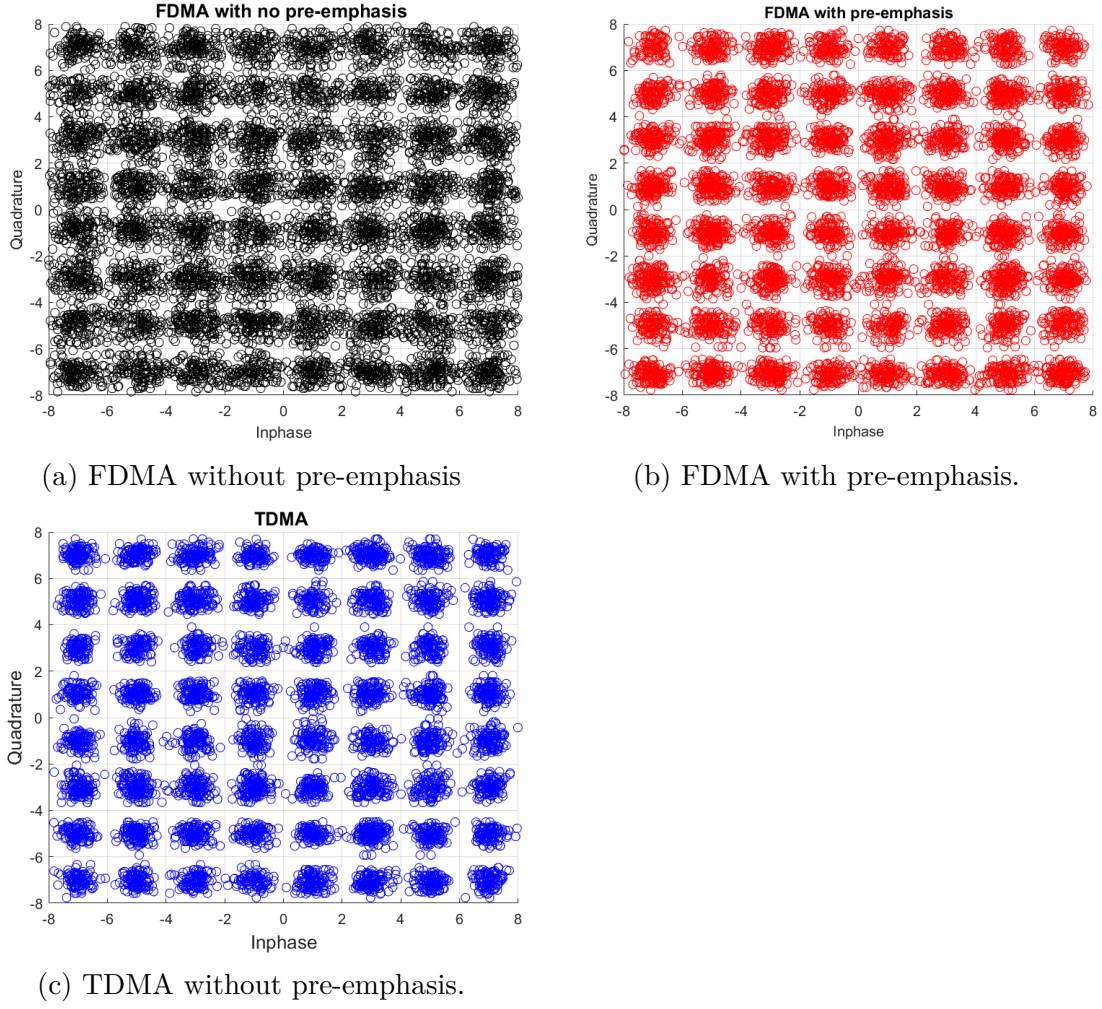 FDMA with no pre-emphasis
8
6
4
2
0
-2
-4
-6
-8
Quadrature
-8 -6 -4 -2 0 2 4 6 8
Inphase
(a) FDMA without pre-emphasis
FDMA with pre-emphasis
8
6
4
2
0
-2
-4
-6
-8
Quadrature
-8 -6 -4 -2 0 2 4 6 8
Inphase
(b) FDMA with pre-emphasis.
TDMA
8
6
4
2
0
-2
-4
-6
-8
Quadrature
-8 -6 -4 -2 0 2 4 6 8
Inphase
(c) TDMA without pre-emphasis.